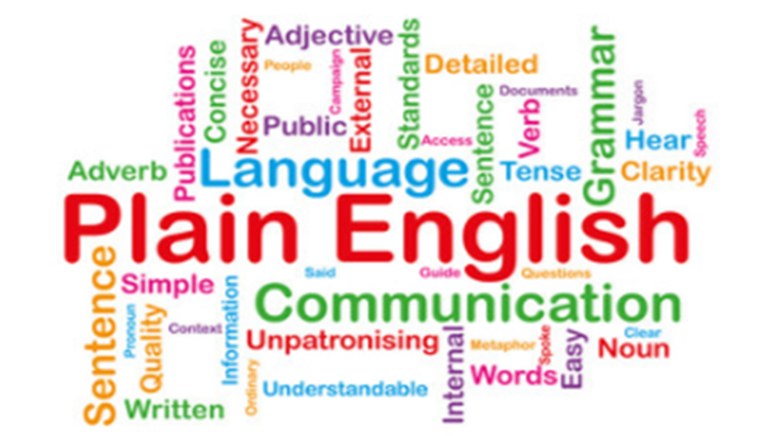 Adjective
Necessary
Standards
Grammar
Publications
Concise
People
Campaign
External
Detailed
Documents
Jargon
Speech
Public
Access
Sentence
Verb
Hear
Adverb
Language
Tense
Clarity
Plain English
Sentence
Simple
Said
Guide
Questions
Pronoun
Quality
Context
Information
Communication
Unpatronising
Internal
Metaphor
Spoke
Easy
Clear
Noun
Ordinary
Understandable
Words
Written